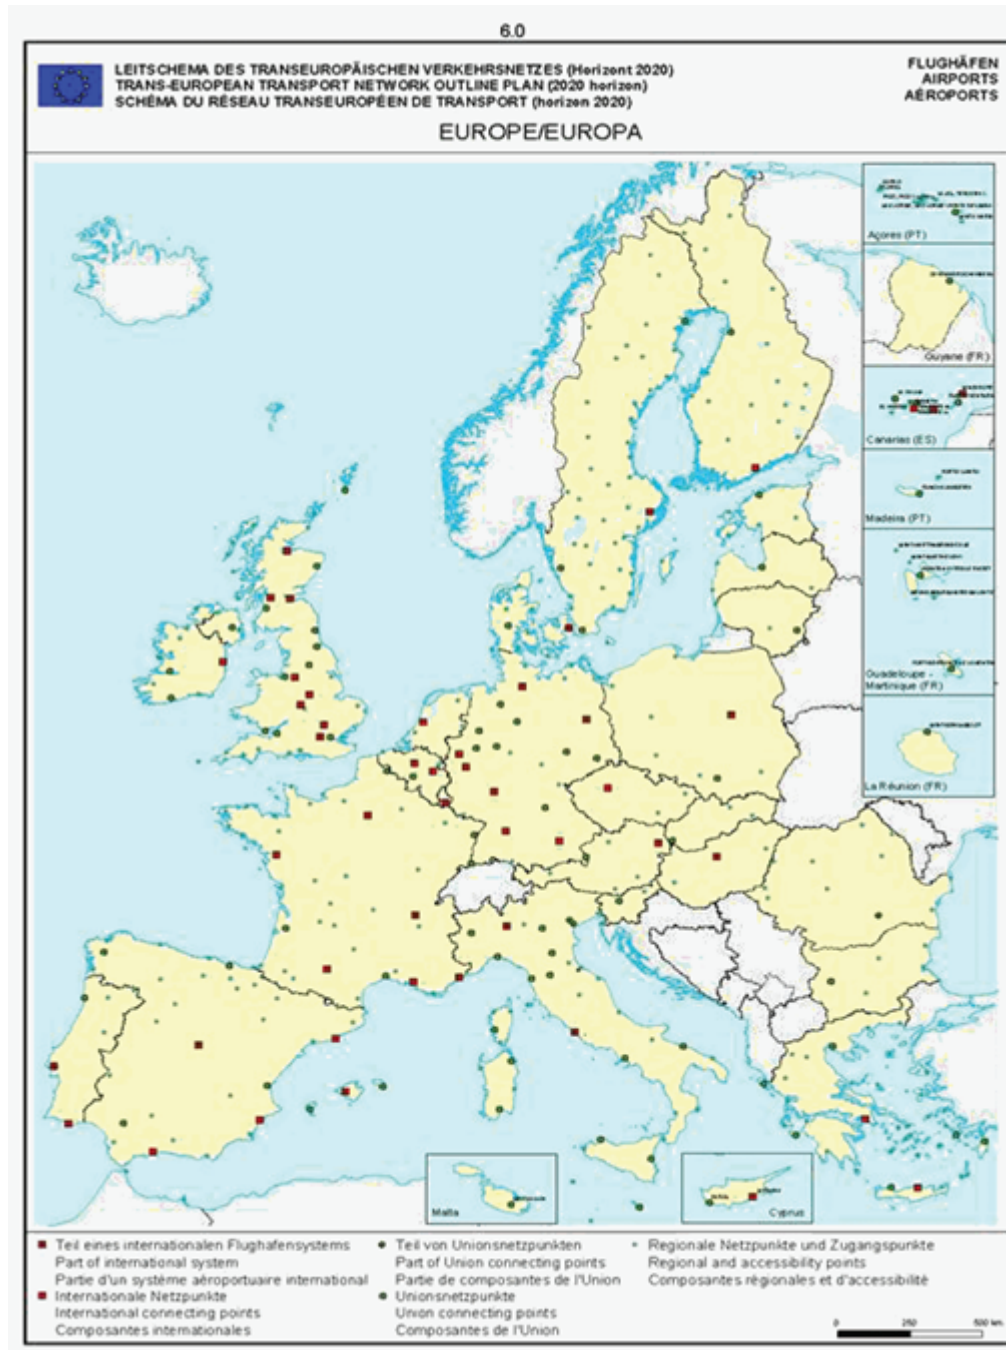 6.0
LEITSCHEMA DES TRANSEUROPÄISCHEN VERKEHRSNETZES (Horizont 2020)
TRANS-EUROPEAN TRANSPORT NETWORK OUTLINE PLAN (2020 horizon)
SCHÉMA DU RÉSEAU TRANSEUROPÉEN DE TRANSPORT (horizon 2020)
FLUGHÄFEN
AIRPORTS
AÉROPORTS
EUROPE/EUROPA
Açores (PT)
Guyane (FR)
Canarias (ES)
Madeira (PT)
Guadeloupe -
Martinique (FR)
La Réunion (FR)
Malta
Cyprus
Teil eines internationalen Flughafensystems
Part of international system
Partie d'un système aéroportuaire international
Internationale Netzpunkte
International connecting points
Composantes internationales
Teil von Unionsnetzpunkten
Part of Union connecting points
Partie de composantes de l'Union
Unionsnetzpunkte
Union connecting points
Composantes de l'Union
Regionale Netzpunkte und Zugangspunkte
Regional and accessibility points
Composantes régionales et d'accessibilité
0 250 500 km